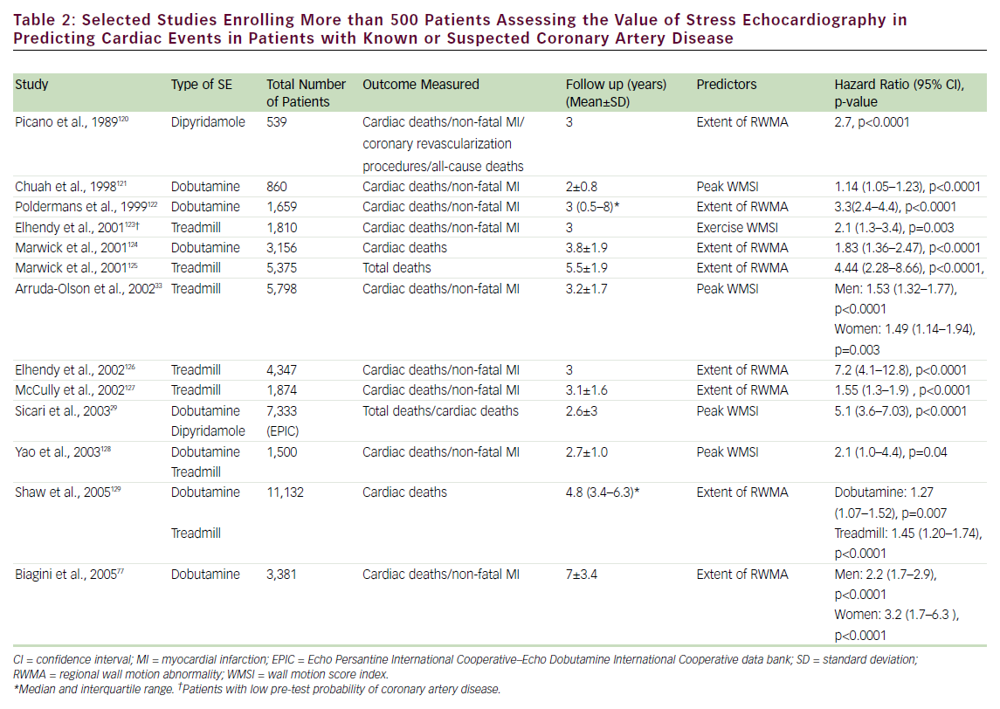 Table 2: Selected Studies Enrolling More than 500 Patients Assessing the Value of Stress Echocardiography in
Predicting Cardiac Events in Patients with Known or Suspected Coronary Artery Disease
Study Type of SE Total Number Outcome Measured Follow up (years) Predictors Hazard Ratio (95% CI),
of Patients (Mean±SD) p-value
Picano et al., 1989¹²⁰ Dipyridamole 539 Cardiac deaths/non-fatal MI/ 3 Extent of RWMA 2.7, p<0.0001
coronary revascularization
procedures/all-cause deaths
Chuah et al., 1998¹²¹ Dobutamine 860 Cardiac deaths/non-fatal MI 2±0.8 Peak WMSI 1.14 (1.05–1.23), p<0.0001
Poldermans et al., 1999¹²² Dobutamine 1,659 Cardiac deaths/non-fatal MI 3 (0.5–8)* Extent of RWMA 3.3(2.4–4.4), p<0.0001
Elhendy et al., 2001¹²³† Treadmill 1,810 Cardiac deaths/non-fatal MI 3 Exercise WMSI 2.1 (1.3–3.4), p=0.003
Marwick et al., 2001¹²⁴ Dobutamine 3,156 Cardiac deaths 3.8±1.9 Extent of RWMA 1.83 (1.36–2.47), p<0.0001
Marwick et al., 2001¹²⁵ Treadmill 5,375 Total deaths 5.5±1.9 Extent of RWMA 4.44 (2.28–8.66), p<0.0001,
Arruda-Olson et al., 2002³³ Treadmill 5,798 Cardiac deaths/non-fatal MI 3.2±1.7 Peak WMSI Men: 1.53 (1.32–1.77),
p<0.0001
Women: 1.49 (1.14–1.94),
p=0.003
Elhendy et al., 2002¹²⁶ Treadmill 4,347 Cardiac deaths/non-fatal MI 3 Extent of RWMA 7.2 (4.1–12.8), p<0.0001
McCully et al., 2002¹²⁷ Treadmill 1,874 Cardiac deaths/non-fatal MI 3.1±1.6 Extent of RWMA 1.55 (1.3–1.9) , p<0.0001
Sicari et al., 2003²⁹ Dobutamine 7,333 Total deaths/cardiac deaths 2.6±3 Peak WMSI 5.1 (3.6–7.03), p<0.0001
Dipyridamole (EPIC)
Yao et al., 2003¹²⁸ Dobutamine 1,500 Cardiac deaths/non-fatal MI 2.7±1.0 Peak WMSI 2.1 (1.0–4.4), p=0.04
Treadmill
Shaw et al., 2005¹²⁹ Dobutamine 11,132 Cardiac deaths 4.8 (3.4–6.3)* Extent of RWMA Dobutamine: 1.27
(1.07–1.52), p=0.007
Treadmill Treadmill: 1.45 (1.20–1.74),
p<0.0001
Biagini et al., 2005⁷⁷ Dobutamine 3,381 Cardiac deaths/non-fatal MI 7±3.4 Extent of RWMA Men: 2.2 (1.7–2.9),
p<0.0001
Women: 3.2 (1.7–6.3 ),
p<0.0001
CI = confidence interval; MI = myocardial infarction; EPIC = Echo Persantine International Cooperative–Echo Dobutamine International Cooperative data bank; SD = standard deviation;
RWMA = regional wall motion abnormality; WMSI = wall motion score index.
*Median and interquartile range. †Patients with low pre-test probability of coronary artery disease.